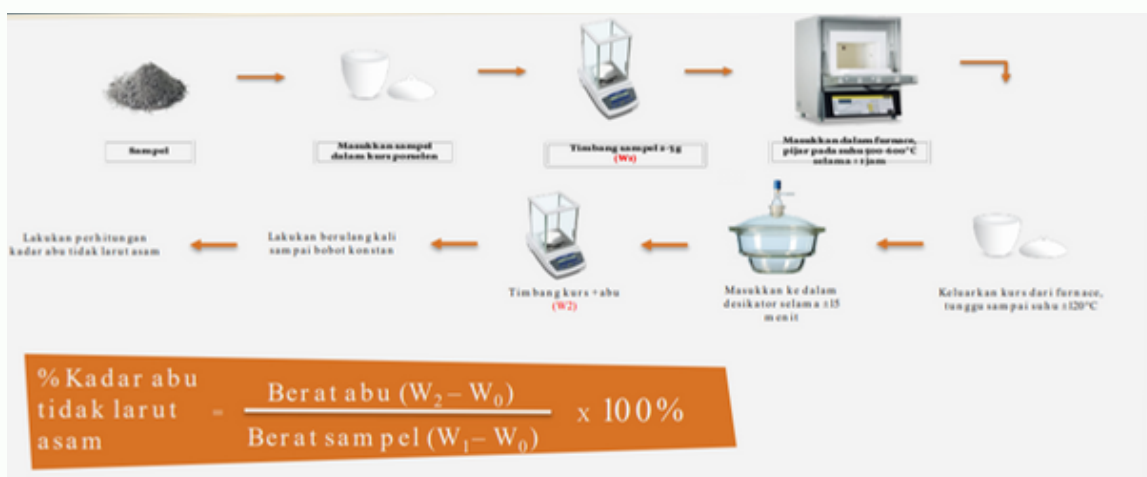 Sampel
Masukkan sampel
dalam kurs porselen
Timbang sampel 2-3g
(W1)
Masukkan dalam furnace,
pijar pada suhu 500-600°C
selama ± 2 jam
Keluarkan kurs dari furnace,
tunggu sampai suhu ±120°C
Masukkan ke dalam
desikator selama ±15
menit
Timbang kurs + abu
(W2)
Lakukan berulang kali
sampai bobot konstan
Lakukan perhitungan
kadar abu tidak larut asam
% Kadar abu
tidak larut
asam
=
Berat abu (W₂ – W₀)
Berat sampel (W₁ – W₀)
x 100%